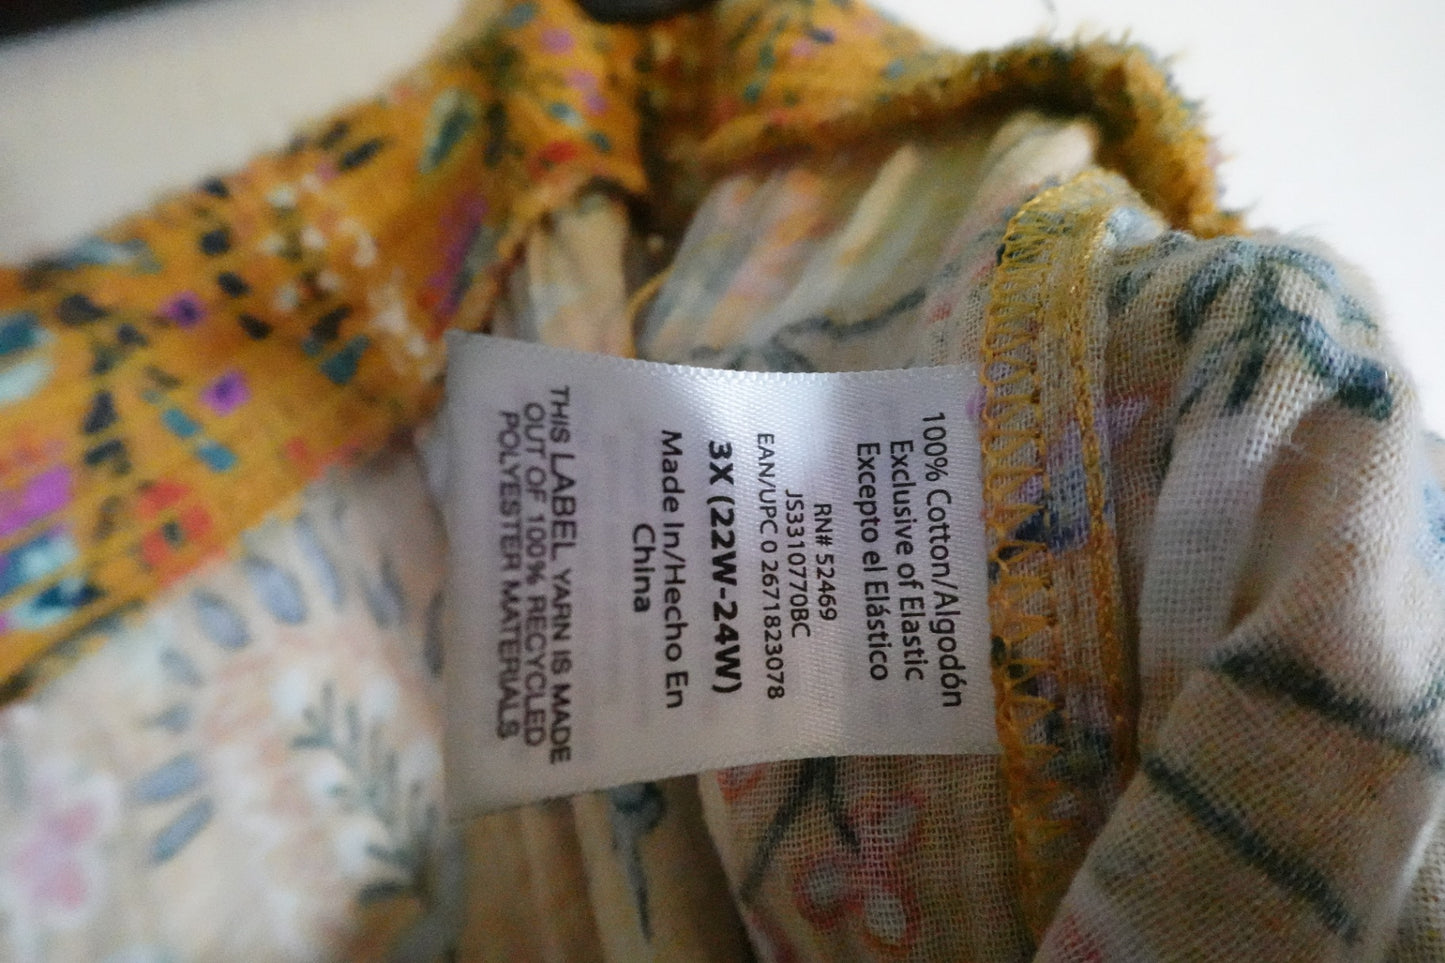 100% Cotton/Algodón
Exclusive of Elastic
Excepto el Elástico
RN# 52469
JS3310770BC
EAN/UPC 0 2671823078
3X (22W-24W)
Made In/Hecho En
China
THIS LABEL YARN IS MADE
OUT OF 100% RECYCLED
POLYESTER MATERIALS